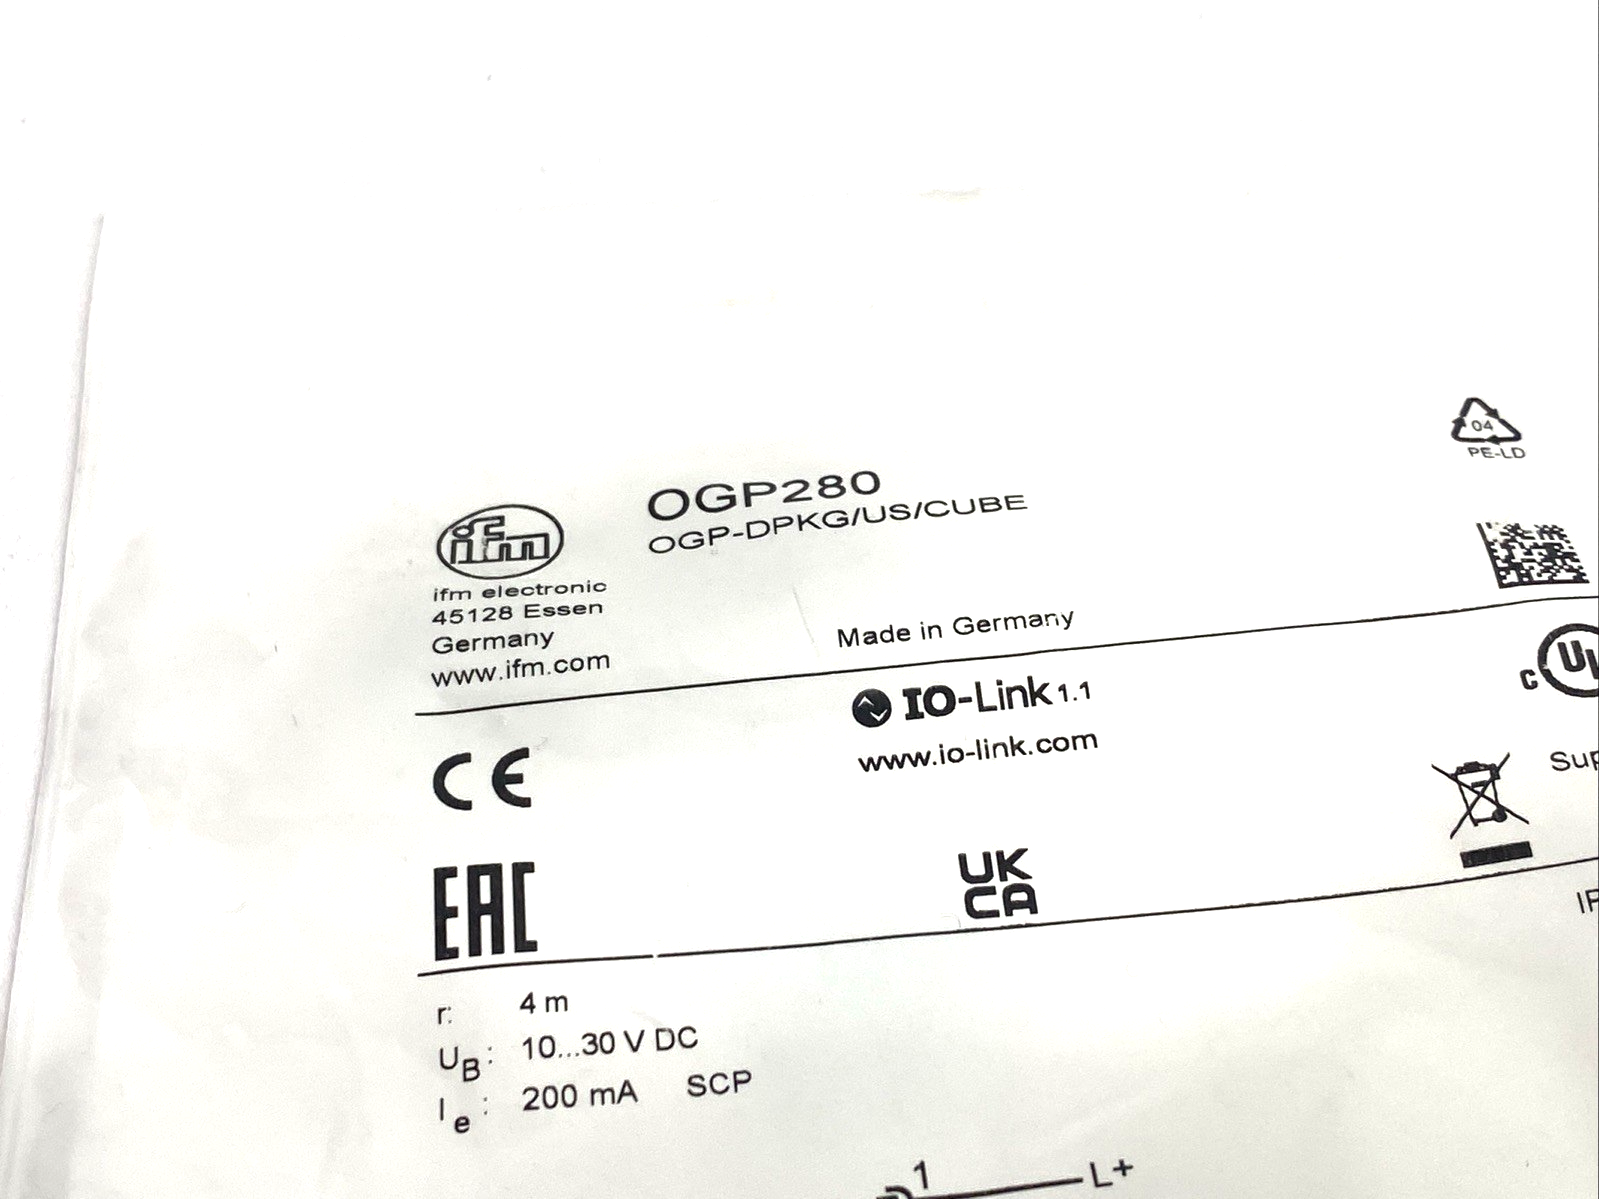 04
PE-LD
ifm
OGP280
OGP-DPKG/US/CUBE
ifm electronic
45128 Essen
Germany
www.ifm.com
Made in Germany
IO-Link 1.1
www.io-link.com
C UL
CE
EAC
UK
CA
r: 4 m
UB: 10...30 V DC
Ie: 200 mA SCP
1 L+